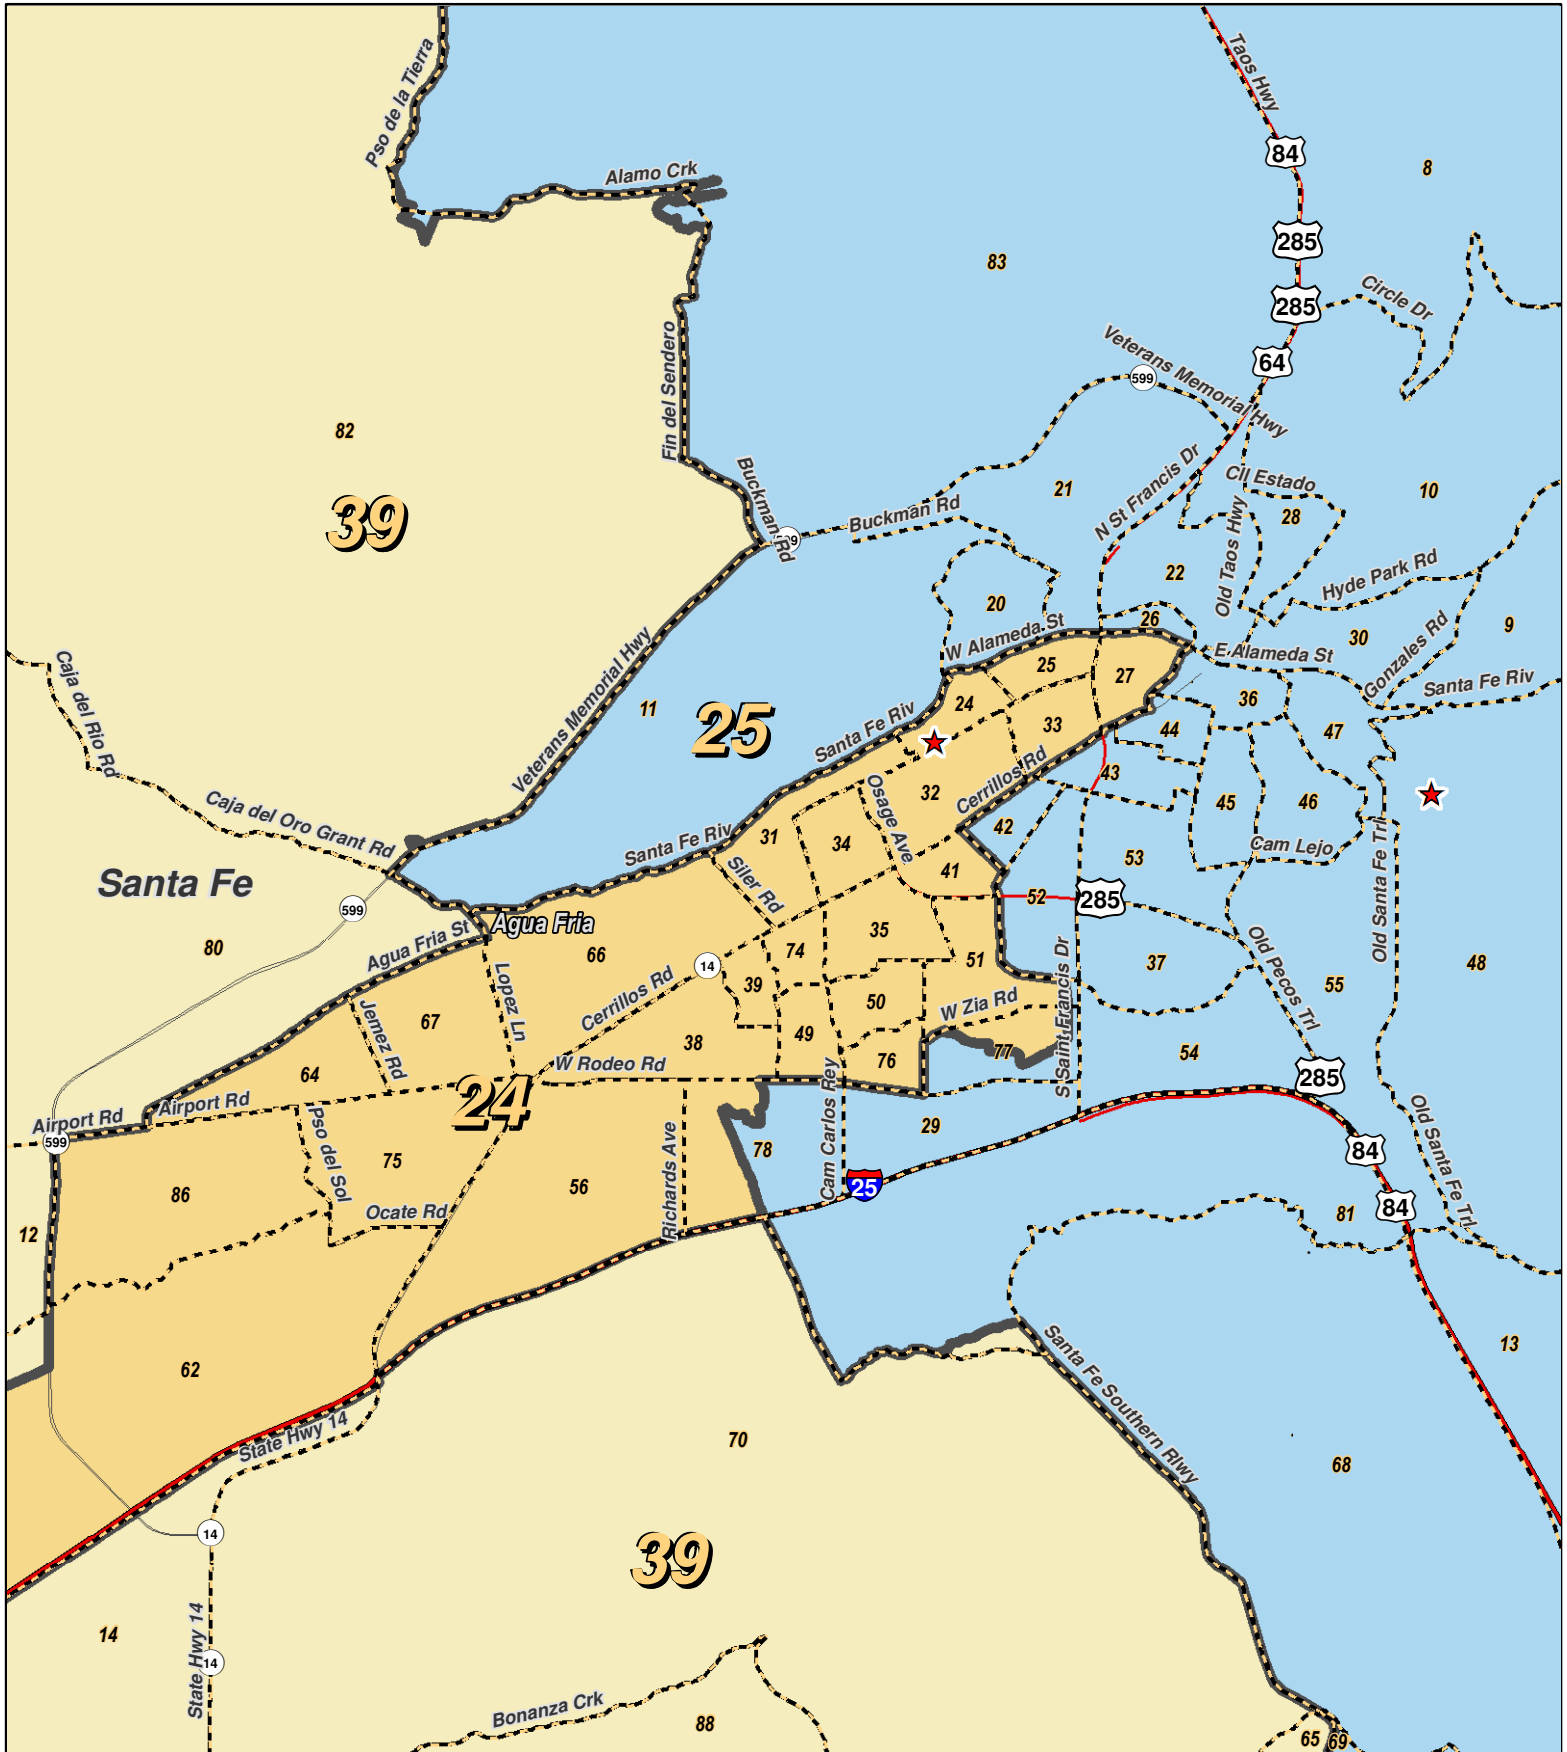 Pso de la Tierra
Taos Hwy
84
8
Alamo Crk
285
83
285
Circle Dr
64
Fin del Sendero
Veterans Memorial Hwy
599
82
39
Buckman Rd
N St Francis Dr
Cll Estado
21
10
Buckman Rd
28
Old Taos Hwy
22
Hyde Park Rd
20
26
9
30
W Alameda St
Gonzales Rd
E Alameda St
25
27
Santa Fe Riv
36
Caja del Rio Rd
Veterans Memorial Hwy
11
25
24
Santa Fe Riv
33
44
47
43
Osage Ave
32
Cerrillos Rd
45
46
42
Caja del Oro Grant Rd
Santa Fe Riv
31
34
Cam Lejo
53
Old Santa Fe Trl
41
Siler Rd
Santa Fe
52
285
599
Agua Fria
80
Agua Fria St
66
35
74
14
51
37
Old Pecos Trl
48
Lopez Ln
Cerrillos Rd
39
55
50
W Zia Rd
S Saint Francis Dr
Jemez Rd
67
49
38
76
77
54
W Rodeo Rd
64
24
285
Airport Rd
Airport Rd
599
Cam Carlos Rey
Old Santa Fe Trl
29
Pso del Sol
78
84
75
25
Richards Ave
86
56
84
Ocate Rd
81
12
13
62
Santa Fe Southern Rlwy
State Hwy 14
70
68
14
39
14
State Hwy 14
14
Bonanza Crk
88
65
69